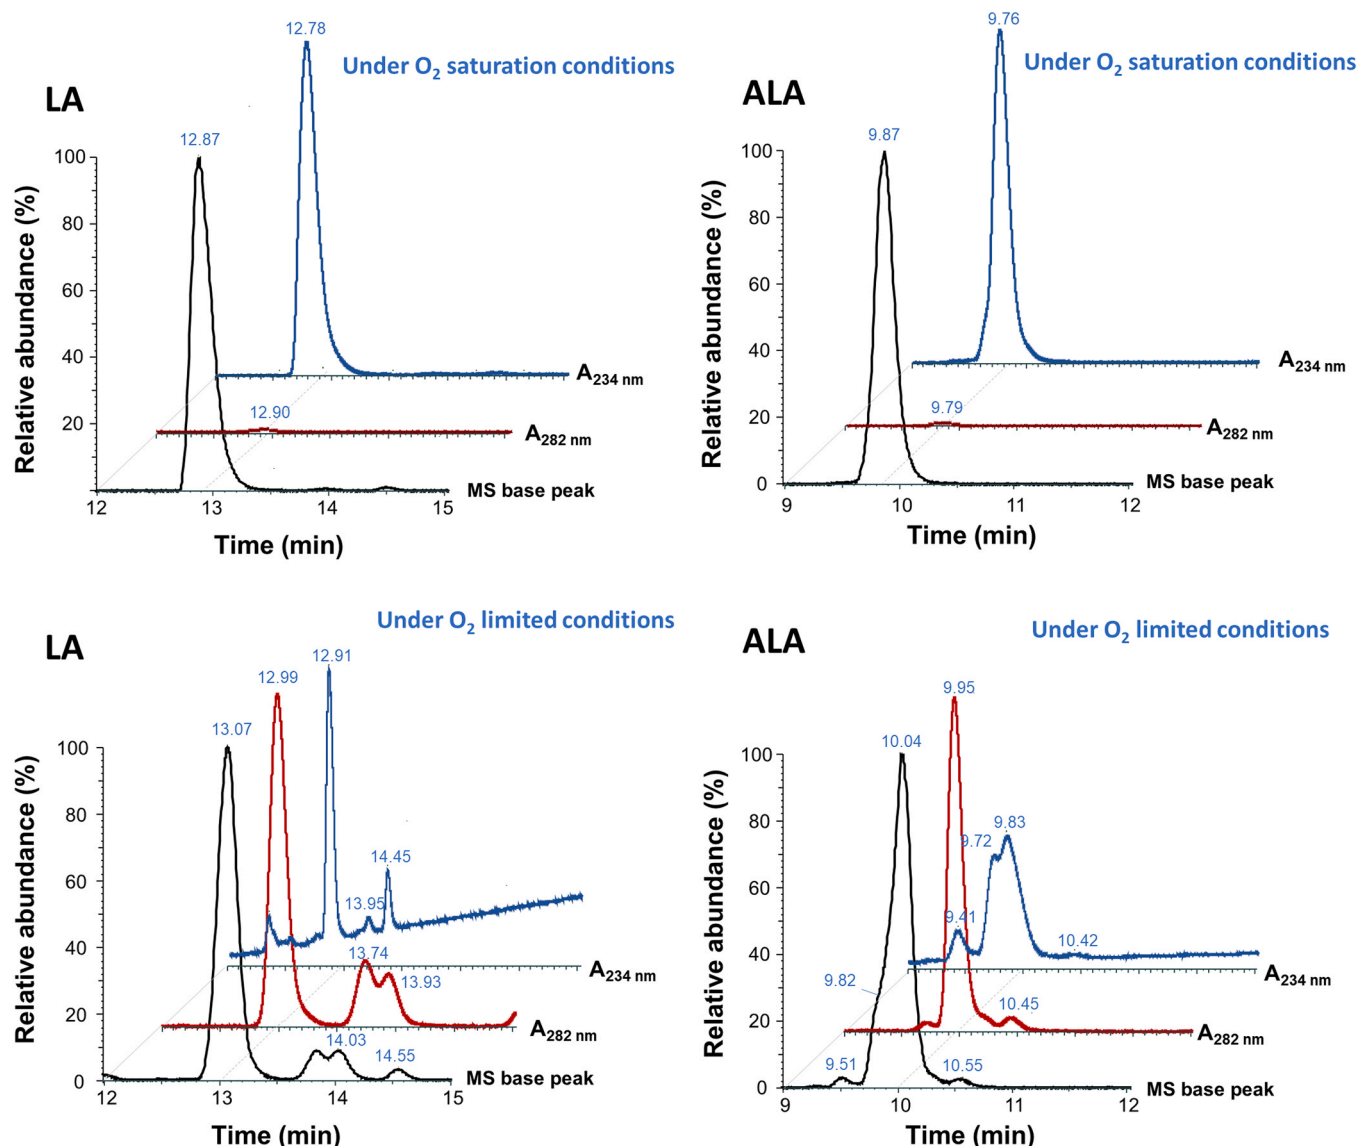 12.78
Under O2 saturation conditions
LA
12.87
100
80
60
40
20
0
Relative abundance (%)
A234 nm
12.90
A282 nm
MS base peak
12 13 14 15
Time (min)
9.76
Under O2 saturation conditions
ALA
9.87
100
80
60
40
20
0
Relative abundance (%)
A234 nm
9.79
A282 nm
MS base peak
9 10 11 12
Time (min)
Under O2 limited conditions
LA
12.91
12.99
13.07
100
80
60
40
20
0
Relative abundance (%)
14.45
13.95
A234 nm
13.74
13.93
A282 nm
14.03
14.55
MS base peak
12 13 14 15
Time (min)
Under O2 limited conditions
ALA
9.95
10.04
100
80
60
40
20
0
Relative abundance (%)
9.83
9.72
9.41
10.42
A234 nm
9.82
10.45
A282 nm
9.51
10.55
MS base peak
9 10 11 12
Time (min)